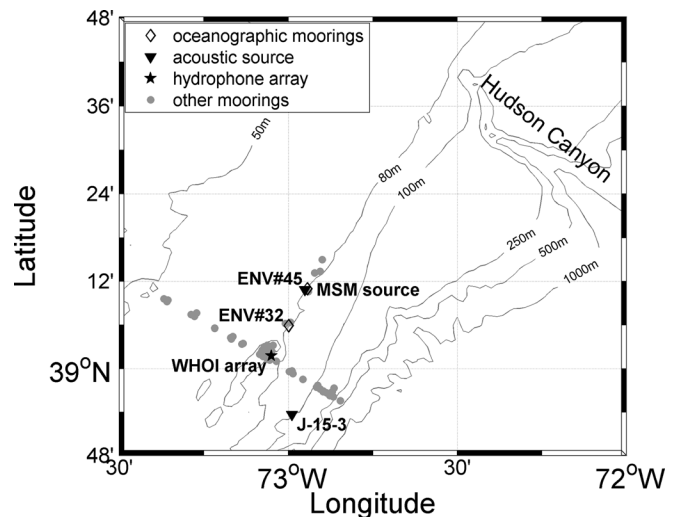 48'
oceanographic moorings
acoustic source
hydrophone array
other moorings
36'
Hudson Canyon
50m
80m
100m
24'
Latitude
250m
500m
1000m
12'
ENV#45
MSM source
ENV#32
WHOI array
39°N
J-15-3
48'
30'
73°W
30'
72°W
Longitude